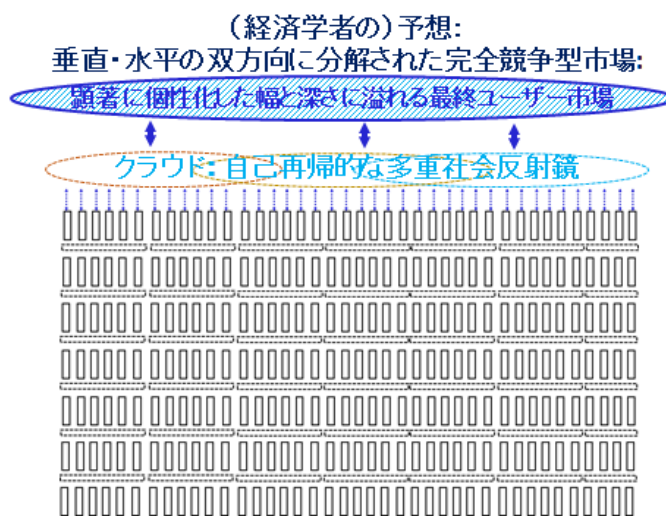 （経済学者の）予想：
垂直・水平の双方向に分解された完全競争型市場：
顕著に個性化した幅と深さに溢れる最終ユーザー市場
クラウド：自己再帰的な多重社会反射鏡